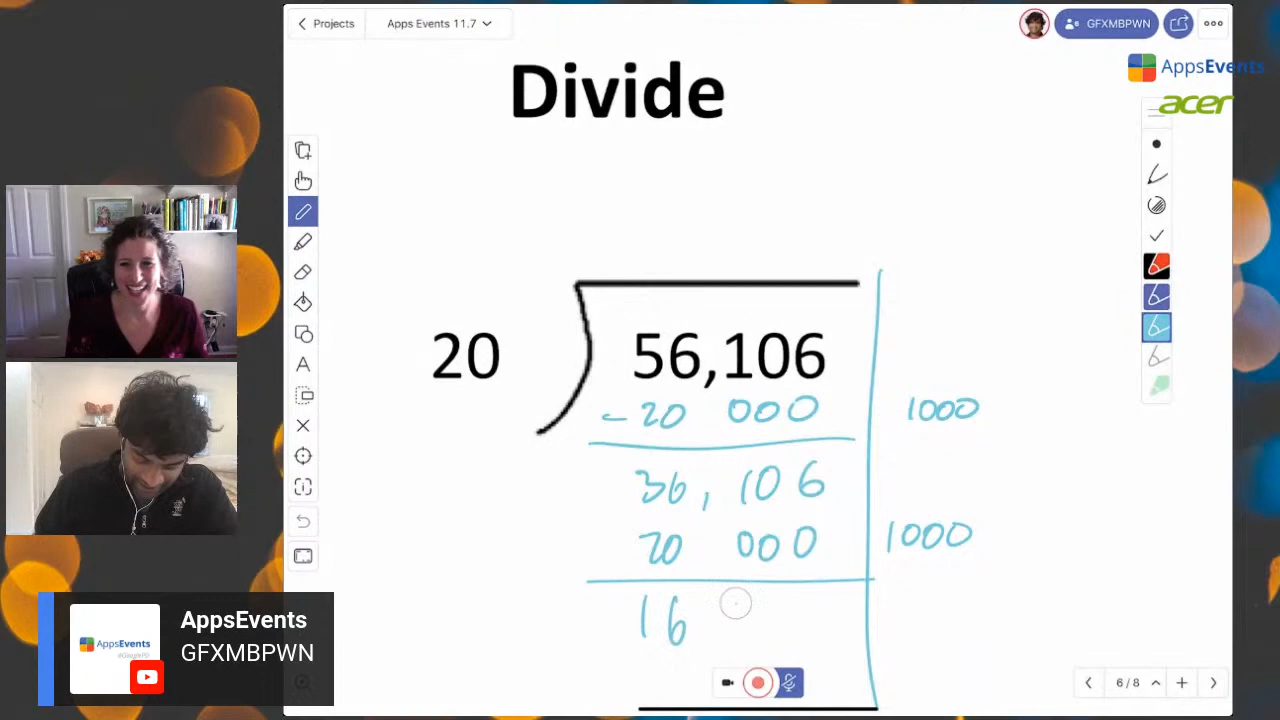 Projects
Apps Events 11.7
GFXMBPWN
AppsEvents
acer
Divide
20
56,106
- 20 000
1000
36,106
20 000
1000
16
AppsEvents
GFXMBPWN
AppsEvents
6/8